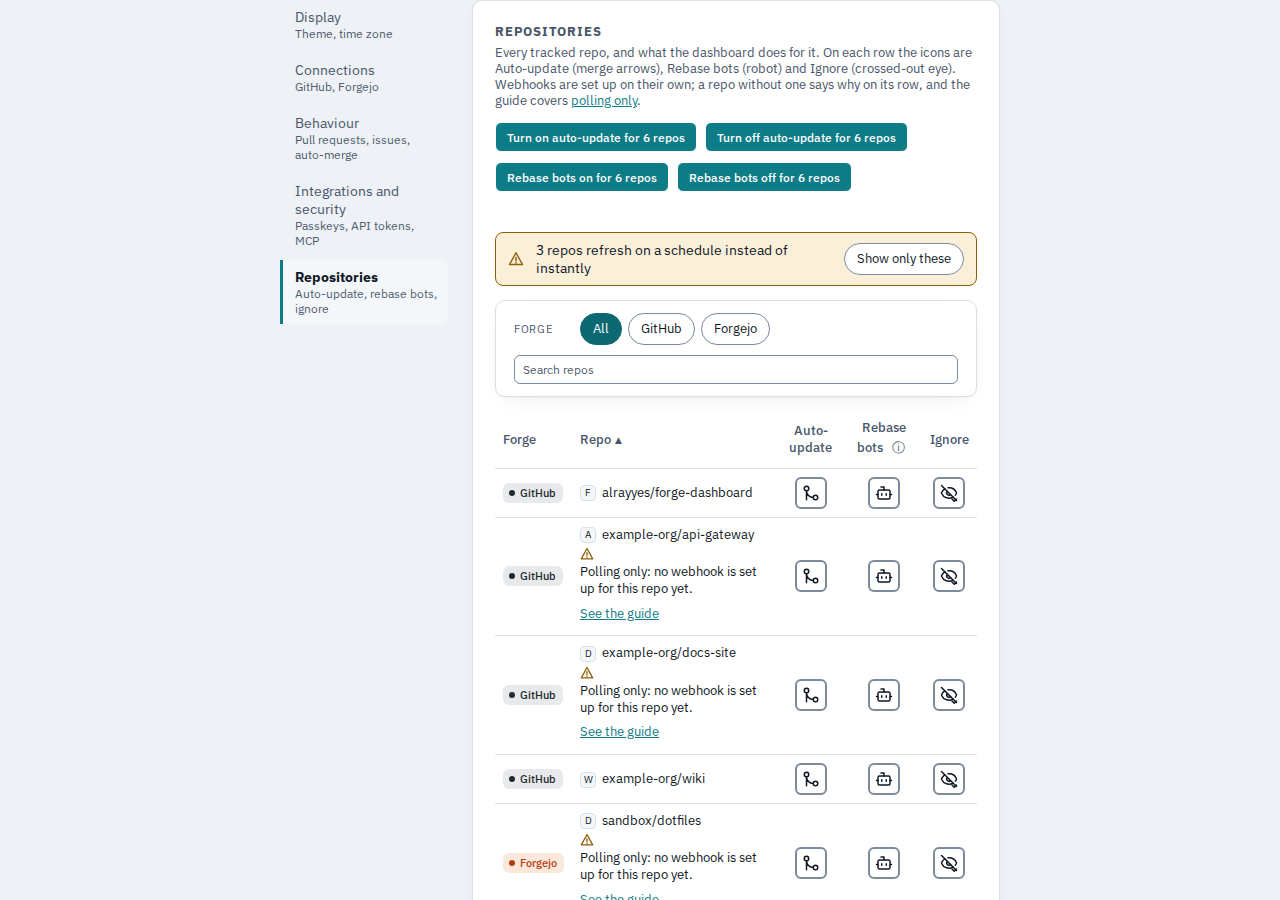 Display
Theme, time zone
Connections
GitHub, Forgejo
Behaviour
Pull requests, issues,
auto-merge
Integrations and
security
Passkeys, API tokens,
MCP
Repositories
Auto-update, rebase bots,
ignore
REPOSITORIES
Every tracked repo, and what the dashboard does for it. On each row the icons are
Auto-update (merge arrows), Rebase bots (robot) and Ignore (crossed-out eye).
Webhooks are set up on their own; a repo without one says why on its row, and the
guide covers polling only.
Turn on auto-update for 6 repos
Turn off auto-update for 6 repos
Rebase bots on for 6 repos
Rebase bots off for 6 repos
3 repos refresh on a schedule instead of
instantly
Show only these
FORGE
All
GitHub
Forgejo
Search repos
Forge
Repo ▲
Auto-
update
Rebase
bots ⓘ
Ignore
GitHub
F alrayyes/forge-dashboard
GitHub
A example-org/api-gateway
Polling only: no webhook is set
up for this repo yet.
See the guide
GitHub
D example-org/docs-site
Polling only: no webhook is set
up for this repo yet.
See the guide
GitHub
W example-org/wiki
Forgejo
D sandbox/dotfiles
Polling only: no webhook is set
up for this repo yet.
See the guide